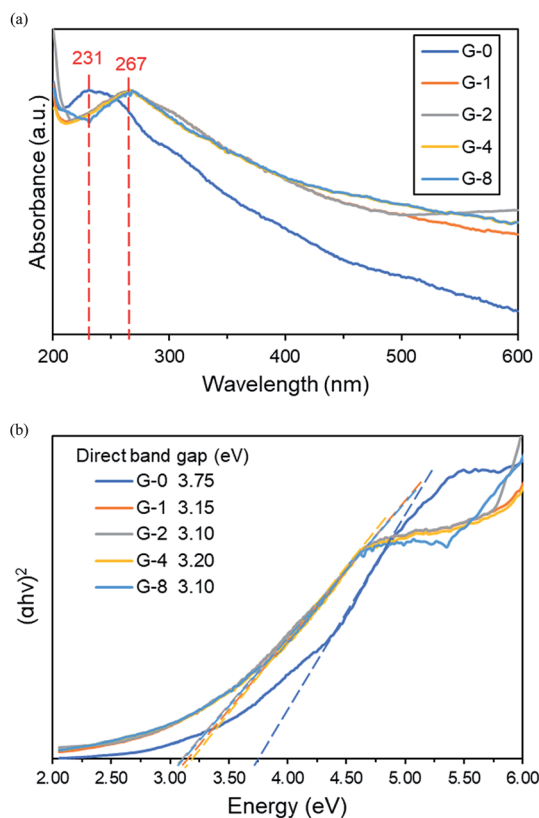 (a)
231
267
G-0
G-1
G-2
G-4
G-8
Absorbance (a.u.)
200
300
400
500
600
Wavelength (nm)
(b)
Direct band gap (eV)
G-0 3.75
G-1 3.15
G-2 3.10
G-4 3.20
G-8 3.10
(αhν)²
2.00
2.50
3.00
3.50
4.00
4.50
5.00
5.50
6.00
Energy (eV)